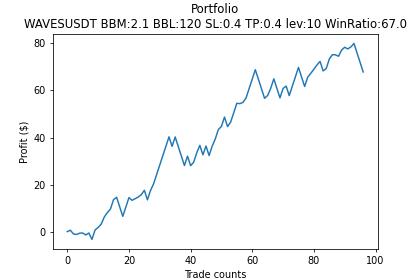 Portfolio
WAVESUSDT BBM:2.1 BBL:120 SL:0.4 TP:0.4 lev:10 WinRatio:67.0
80
60
40
20
0
Profit ($)
0 20 40 60 80 100
Trade counts